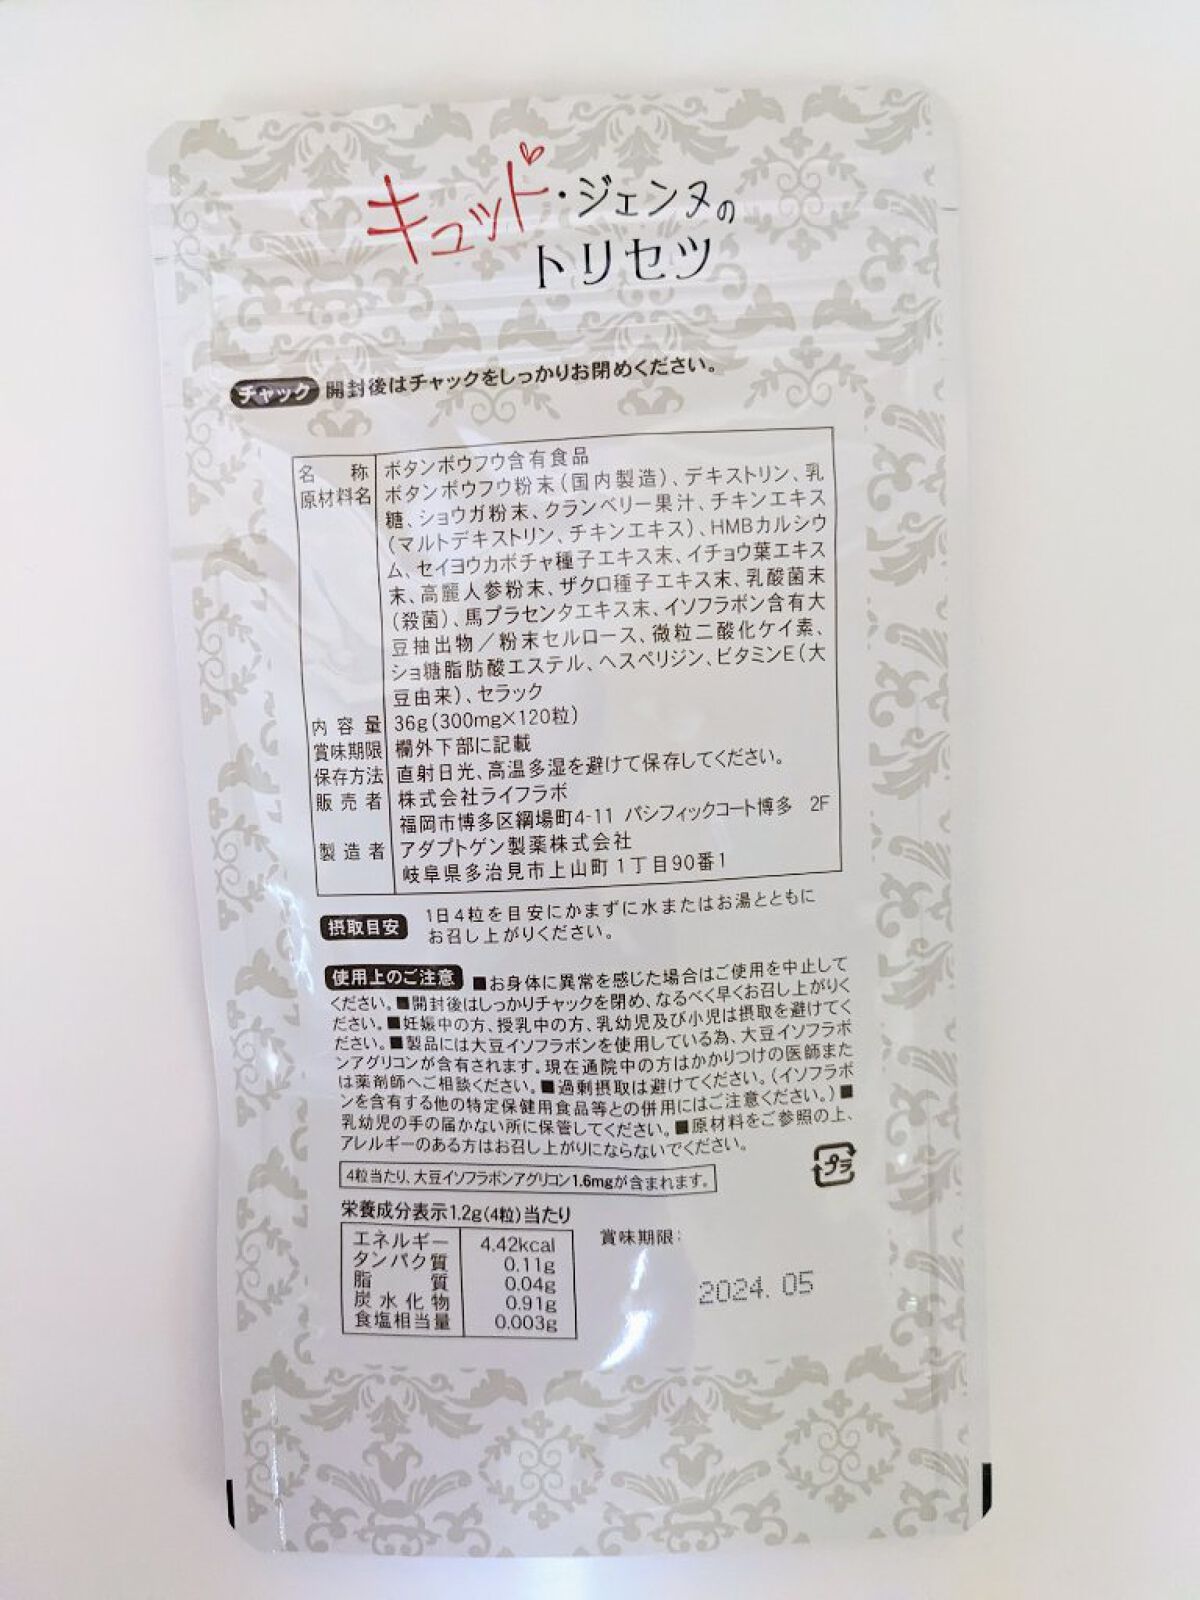 キュッド・ジェンヌの
トリセツ
チャック 開封後はチャックをしっかりお閉めください。
名称 ボタンボウフウ含有食品
原材料名 ボタンボウフウ粉末(国内製造)、デキストリン、乳
糖、ショウガ粉末、クランベリー果汁、チキンエキス
(マルトデキストリン、チキンエキス)、HMBカルシウ
ム、セイヨウカボチャ種子エキス末、イチョウ葉エキス
末、高麗人参粉末、ザクロ種子エキス末、乳酸菌末
(殺菌)、馬プラセンタエキス末、イソフラボン含有大
豆抽出物/粉末セルロース、微粒二酸化ケイ素、
ショ糖脂肪酸エステル、ヘスペリジン、ビタミンE(大
豆由来)、セラック
内容量 36g(300mg×120粒)
賞味期限 欄外下部に記載
保存方法 直射日光、高温多湿を避けて保存してください。
販売者 株式会社ライフラボ
福岡市博多区綱場町4-11 パシフィックコート博多 2F
製造者 アダプトゲン製薬株式会社
岐阜県多治見市上山町1丁目90番1
摂取目安 1日4粒を目安にかまずに水またはお湯とともに
お召し上がりください。
使用上のご注意 ■お身体に異常を感じた場合はご使用を中止して
ください。■開封後はしっかりチャックを閉め、なるべく早くお召し上がりく
ださい。■妊娠中の方、授乳中の方、乳幼児及び小児は摂取を避けてく
ださい。■製品には大豆イソフラボンを使用している為、大豆イソフラボ
ンアグリコンが含有されます。現在通院中の方はかかりつけの医師また
は薬剤師へご相談ください。■過剰摂取は避けてください。(イソフラボ
ンを含有する他の特定保健用食品等との併用にはご注意ください。)■
乳幼児の手の届かない所に保管してください。■原材料をご参照の上、
アレルギーのある方はお召し上がりにならないでください。
プラ
4粒当たり、大豆イソフラボンアグリコン1.6mgが含まれます。
栄養成分表示1.2g(4粒)当たり
エネルギー 4.42kcal
タンパク質 0.11g
脂質 0.04g
炭水化物 0.91g
食塩相当量 0.003g
賞味期限:
2024.05